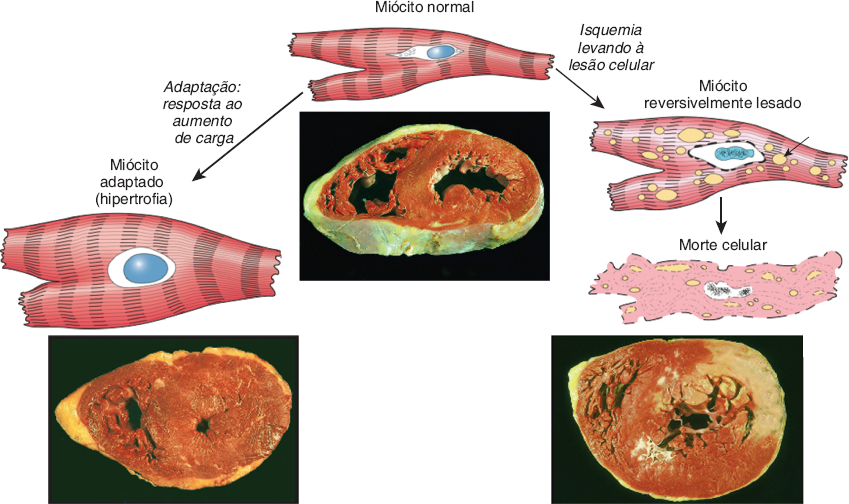 Miócito normal
Adaptação:
resposta ao
aumento
de carga
Isquemia
levando à
lesão celular
Miócito
adaptado
(hipertrofia)
Miócito
reversivelmente lesado
Morte celular